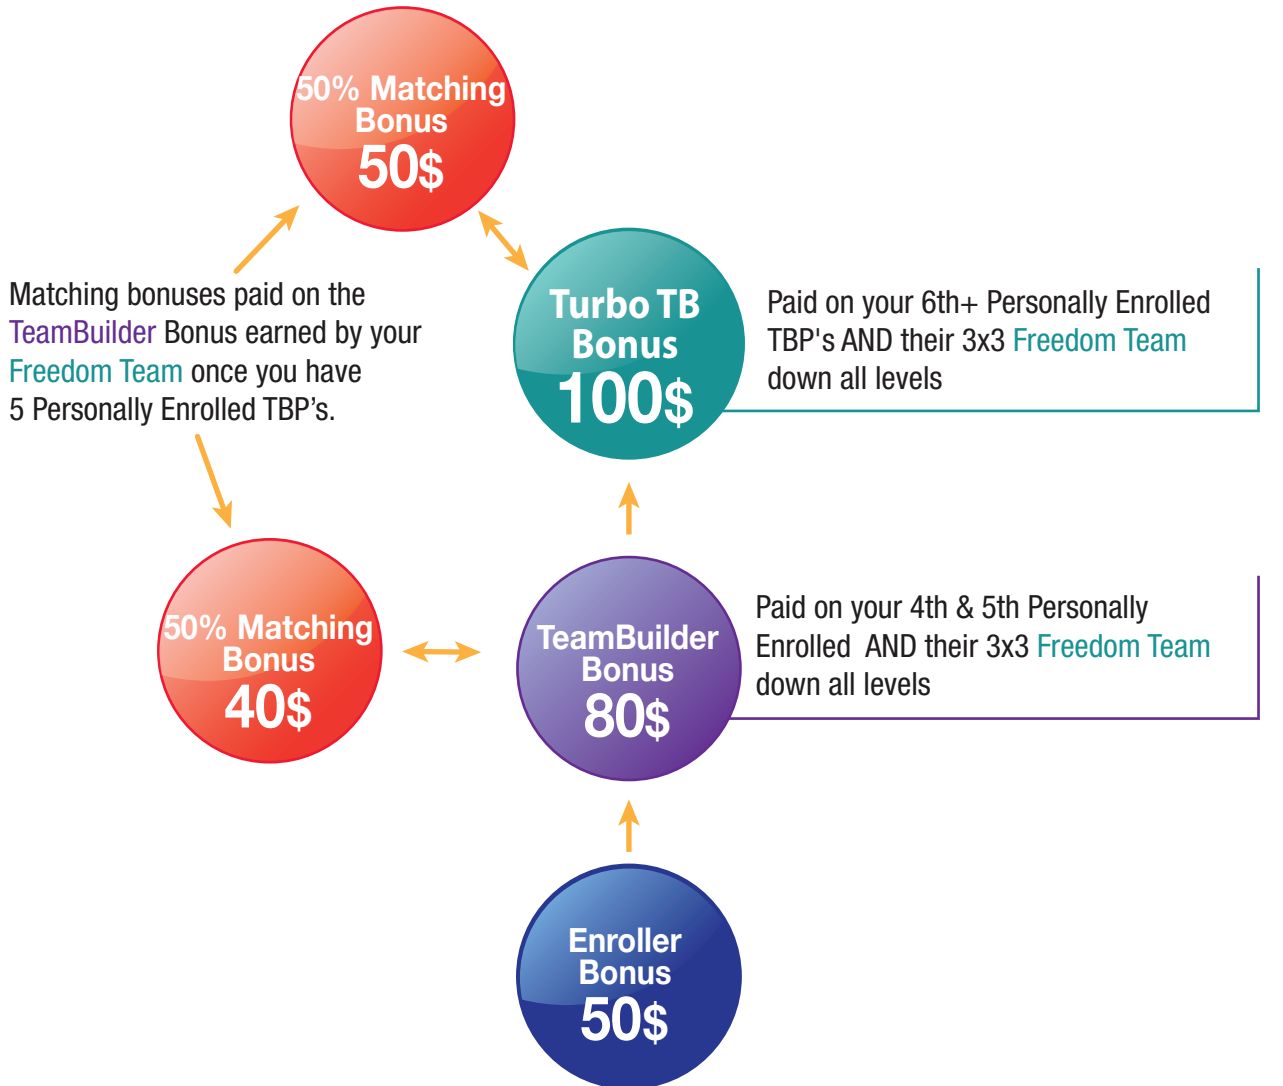 50% Matching
Bonus
50$
Matching bonuses paid on the
TeamBuilder Bonus earned by your
Freedom Team once you have
5 Personally Enrolled TBP’s.
Turbo TB
Bonus
100$
Paid on your 6th+ Personally Enrolled
TBP's AND their 3x3 Freedom Team
down all levels
50% Matching
Bonus
40$
TeamBuilder
Bonus
80$
Paid on your 4th & 5th Personally
Enrolled AND their 3x3 Freedom Team
down all levels
Enroller
Bonus
50$